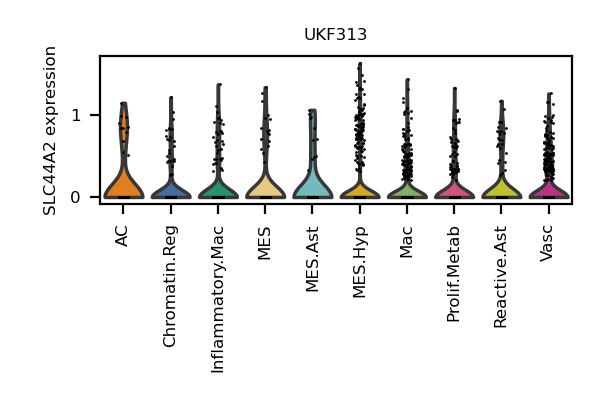 UKF313
SLC44A2 expression
1
0
AC
Chromatin.Reg
Inflammatory.Mac
MES
MES.Ast
MES.Hyp
Mac
Prolif.Metab
Reactive.Ast
Vasc